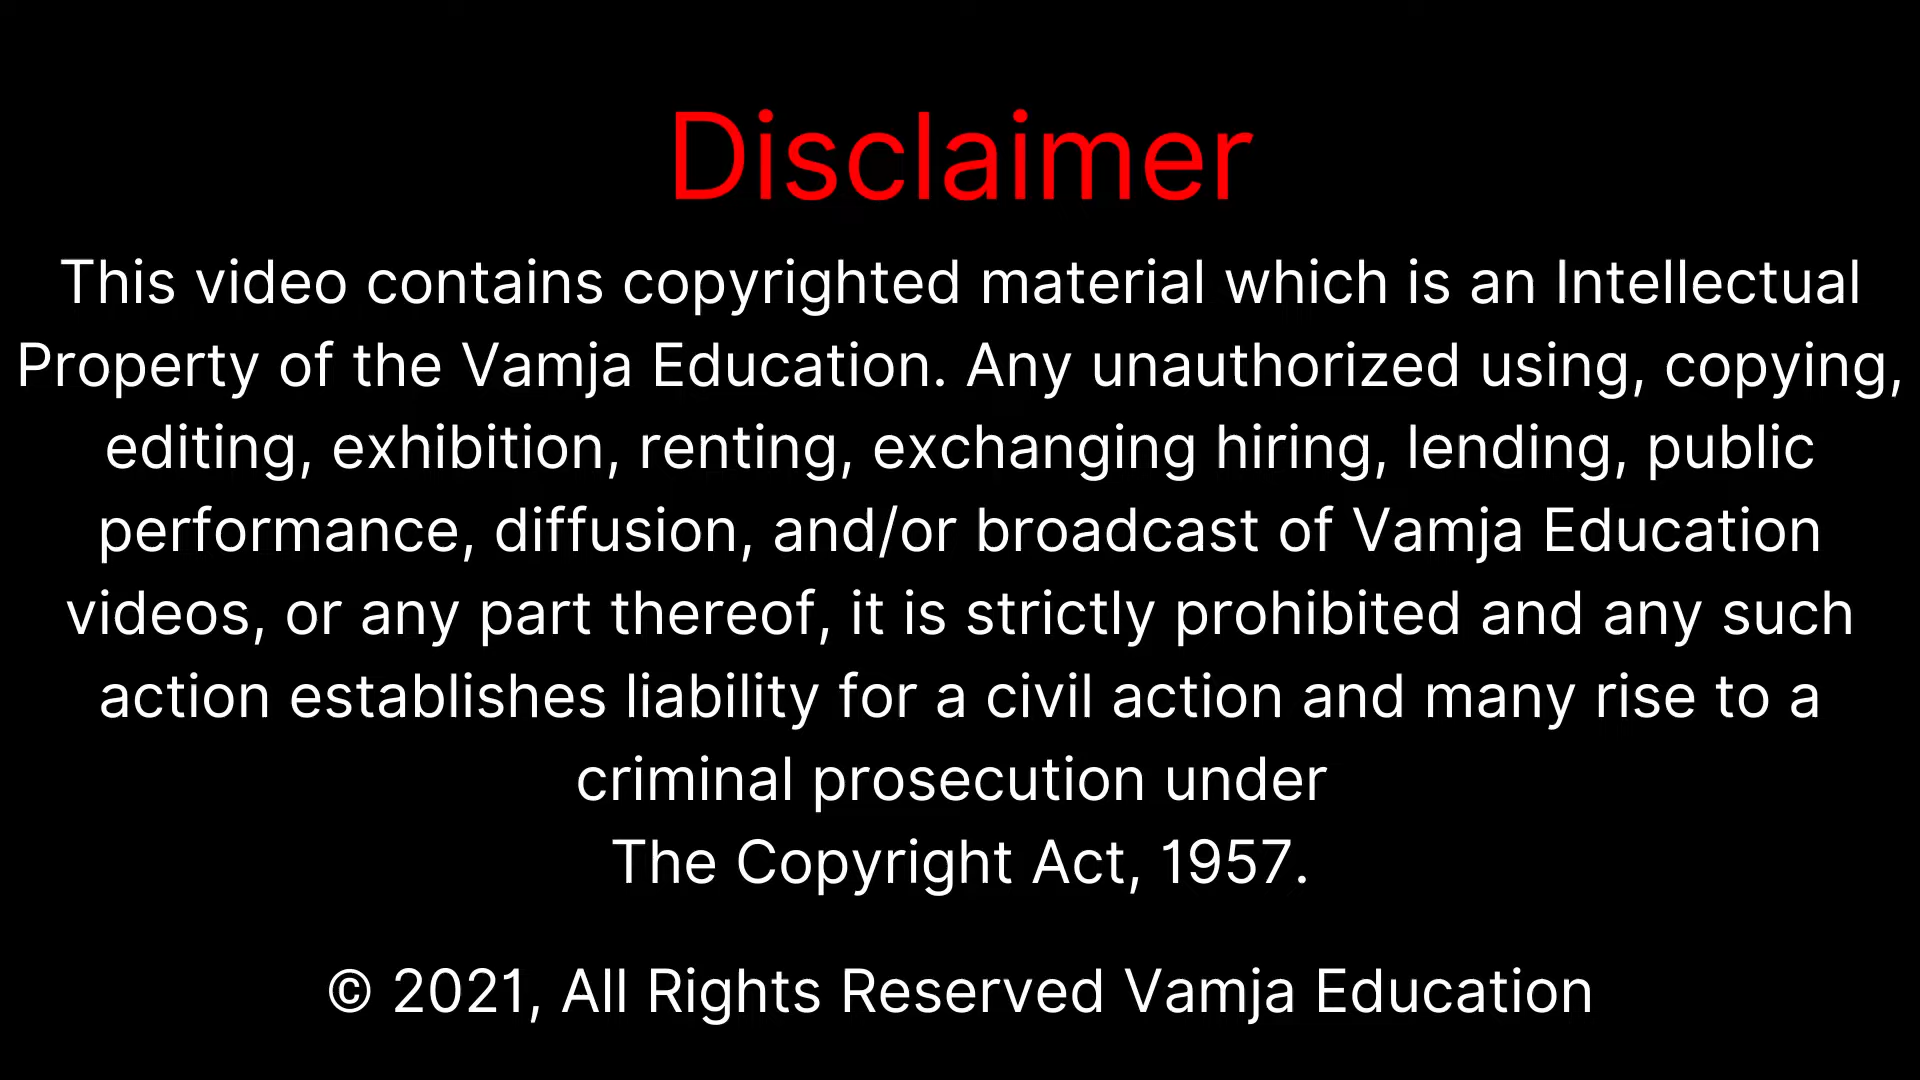 Disclaimer
This video contains copyrighted material which is an Intellectual
Property of the Vamja Education. Any unauthorized using, copying,
editing, exhibition, renting, exchanging hiring, lending, public
performance, diffusion, and/or broadcast of Vamja Education
videos, or any part thereof, it is strictly prohibited and any such
action establishes liability for a civil action and many rise to a
criminal prosecution under
The Copyright Act, 1957.
© 2021, All Rights Reserved Vamja Education